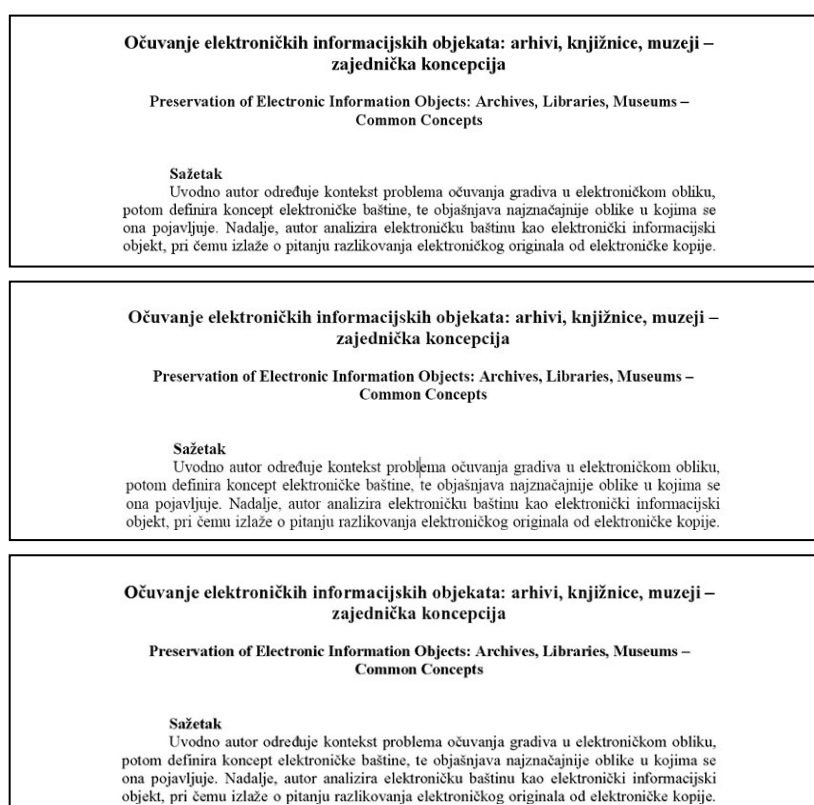 Očuvanje elektroničkih informacijskih objekata: arhivi, knjižnice, muzeji –
zajednička koncepcija
Preservation of Electronic Information Objects: Archives, Libraries, Museums –
Common Concepts
Sažetak
Uvodno autor određuje kontekst problema očuvanja gradiva u elektroničkom obliku,
potom definira koncept elektroničke baštine, te objašnjava najznačajnije oblike u kojima se
ona pojavljuje. Nadalje, autor analizira elektroničku baštinu kao elektronički informacijski
objekt, pri čemu izlaže o pitanju razlikovanja elektroničkog originala od elektroničke kopije.
Očuvanje elektroničkih informacijskih objekata: arhivi, knjižnice, muzeji –
zajednička koncepcija
Preservation of Electronic Information Objects: Archives, Libraries, Museums –
Common Concepts
Sažetak
Uvodno autor određuje kontekst problema očuvanja gradiva u elektroničkom obliku,
potom definira koncept elektroničke baštine, te objašnjava najznačajnije oblike u kojima se
ona pojavljuje. Nadalje, autor analizira elektroničku baštinu kao elektronički informacijski
objekt, pri čemu izlaže o pitanju razlikovanja elektroničkog originala od elektroničke kopije.
Očuvanje elektroničkih informacijskih objekata: arhivi, knjižnice, muzeji –
zajednička koncepcija
Preservation of Electronic Information Objects: Archives, Libraries, Museums –
Common Concepts
Sažetak
Uvodno autor određuje kontekst problema očuvanja gradiva u elektroničkom obliku,
potom definira koncept elektroničke baštine, te objašnjava najznačajnije oblike u kojima se
ona pojavljuje. Nadalje, autor analizira elektroničku baštinu kao elektronički informacijski
objekt, pri čemu izlaže o pitanju razlikovanja elektroničkog originala od elektroničke kopije.